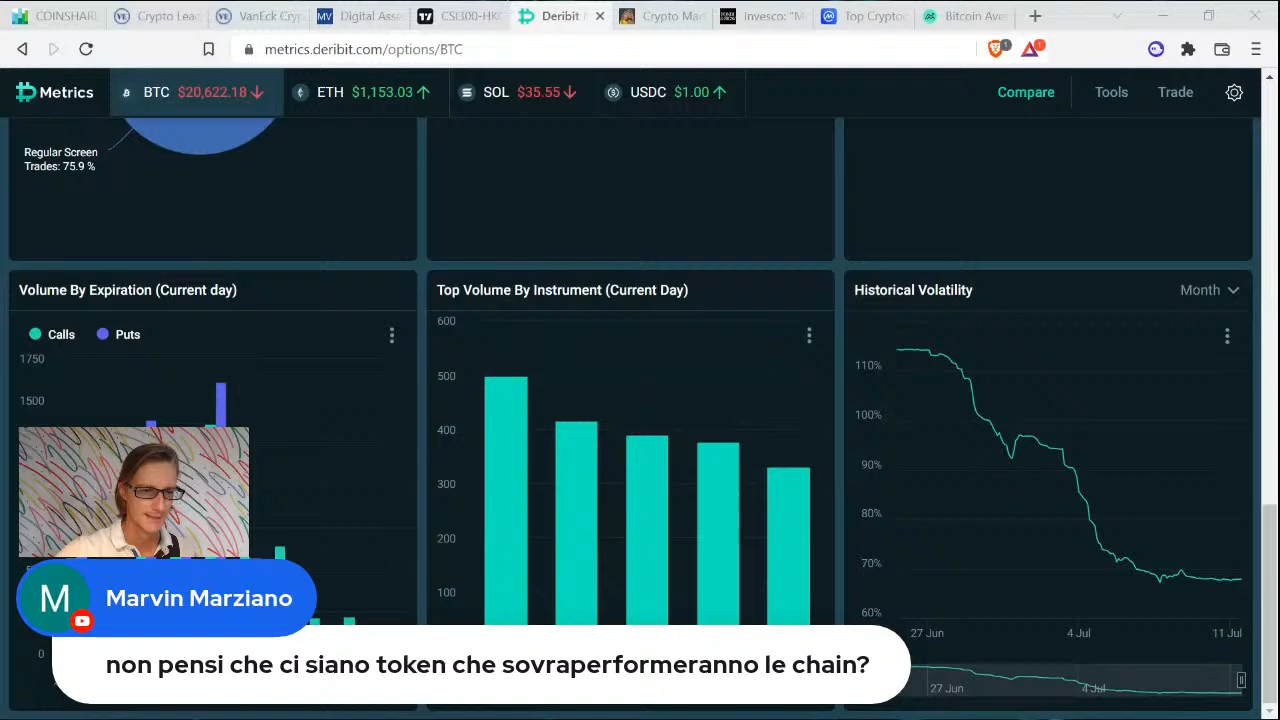 COINSHARE
Crypto Lea
VanEck Cry
Digital Asse
CSI300-HK
Deribit
Crypto Mar
Invesco: "M
Top Cryptoc
Bitcoin Ave
metrics.deribit.com/options/BTC
1
Metrics
BTC $20,622.18
ETH $1,153.03
SOL $35.55
USDC $1.00
Compare
Tools
Trade
Regular Screen
Trades: 75.9 %
Volume By Expiration (Current day)
Calls
Puts
1750
1500
0
Top Volume By Instrument (Current Day)
600
500
400
300
200
100
Historical Volatility
Month
110%
100%
90%
80%
70%
60%
27 Jun
4 Jul
11 Jul
27 Jun
4 Jul
M
Marvin Marziano
non pensi che ci siano token che sovraperformeranno le chain?